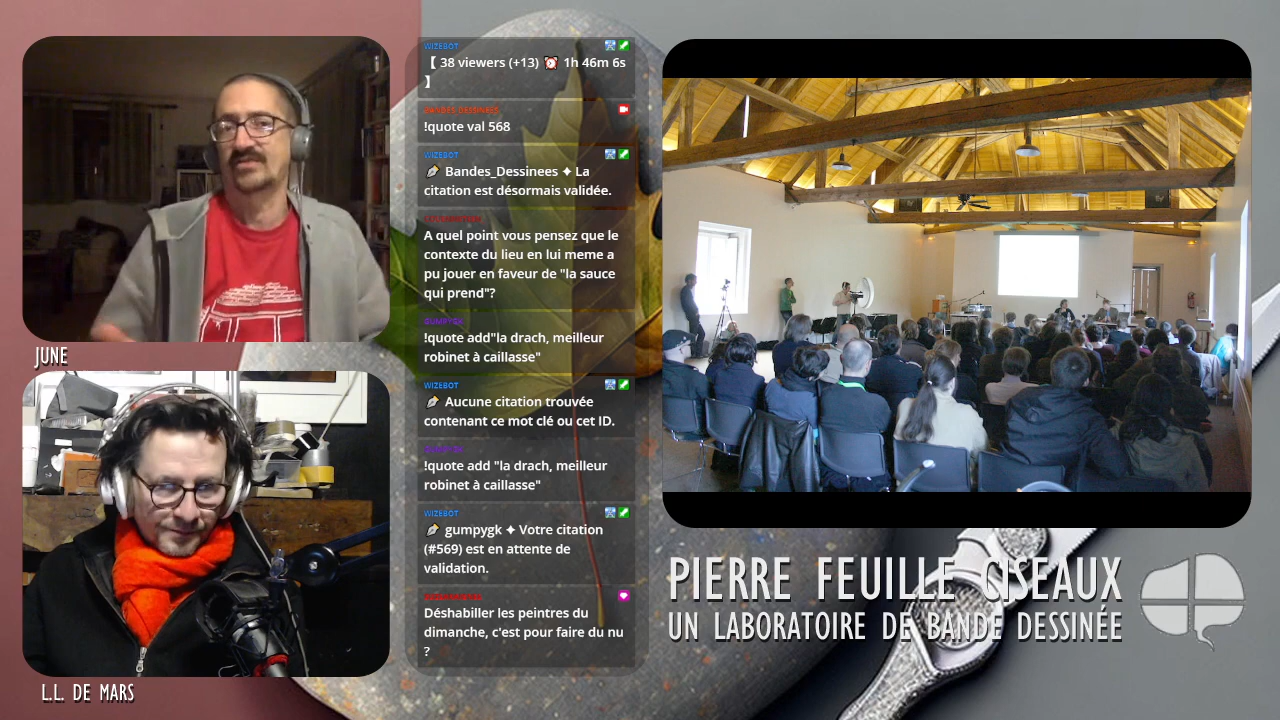 JUNE
L.L. DE MARS
WIZEBOT
【 38 viewers (+13) ⏰ 1h 46m 6s
】
BANDES_DESSINEES
!quote val 568
WIZEBOT
Bandes_Dessinees ✦ La
citation est désormais validée.
A quel point vous pensez que le
contexte du lieu en lui meme a
pu jouer en faveur de "la sauce
qui prend"?
GUMPYGK
!quote add"la drach, meilleur
robinet à caillasse"
WIZEBOT
Aucune citation trouvée
contenant ce mot clé ou cet ID.
GUMPYGK
!quote add "la drach, meilleur
robinet à caillasse"
WIZEBOT
gumpygk ✦ Votre citation
(#569) est en attente de
validation.
Déshabiller les peintres du
dimanche, c'est pour faire du nu
?
PIERRE FEUILLE CISEAUX
UN LABORATOIRE DE BANDE DESSINÉE